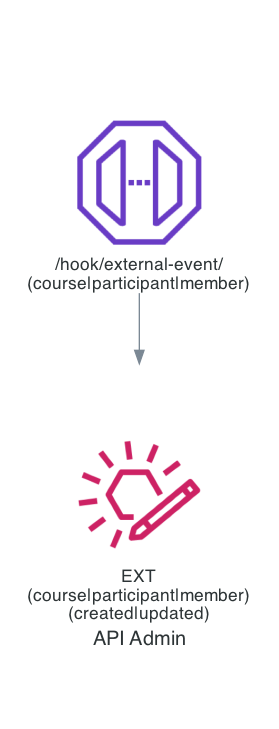 /hook/external-event/
(course|participant|member)
EXT
(course|participant|member)
(created|updated)
API Admin